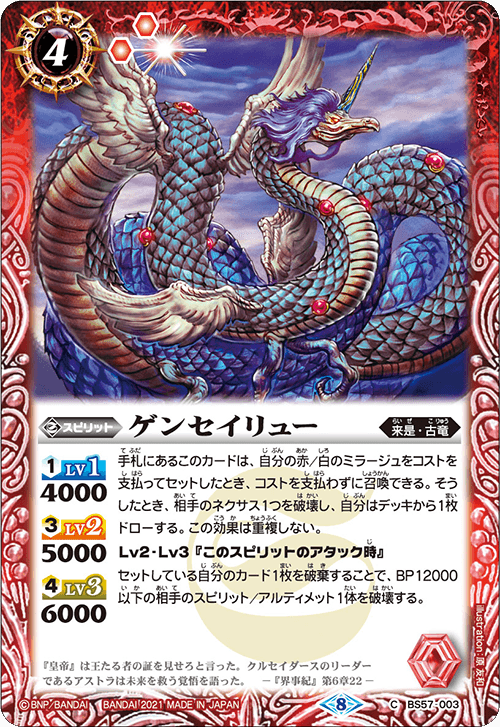 4
スピリット
ゲンセイリュー
来是・古竜
らいぜ こりゅう
1 LV1
4000
3 LV2
5000
4 LV3
6000
手札にあるこのカードは、自分の赤/白のミラージュをコストを
支払ってセットしたとき、コストを支払わずに召喚できる。そう
したとき、相手のネクサス1つを破壊し、自分はデッキから1枚
ドローする。この効果は重複しない。
Lv2・Lv3『このスピリットのアタック時』
セットしている自分のカード1枚を破棄することで、BP12000
以下の相手のスピリット/アルティメット1体を破壊する。
『皇帝』は王たる者の証を見せろと言った。クルセイダースのリーダー
であるアストラは未来を救う覚悟を語った。 ―『界事紀』第6章22―
illustration:原 友和
©BNP/BANDAI BANDAI 2021 MADE IN JAPAN
8
C BS57-003